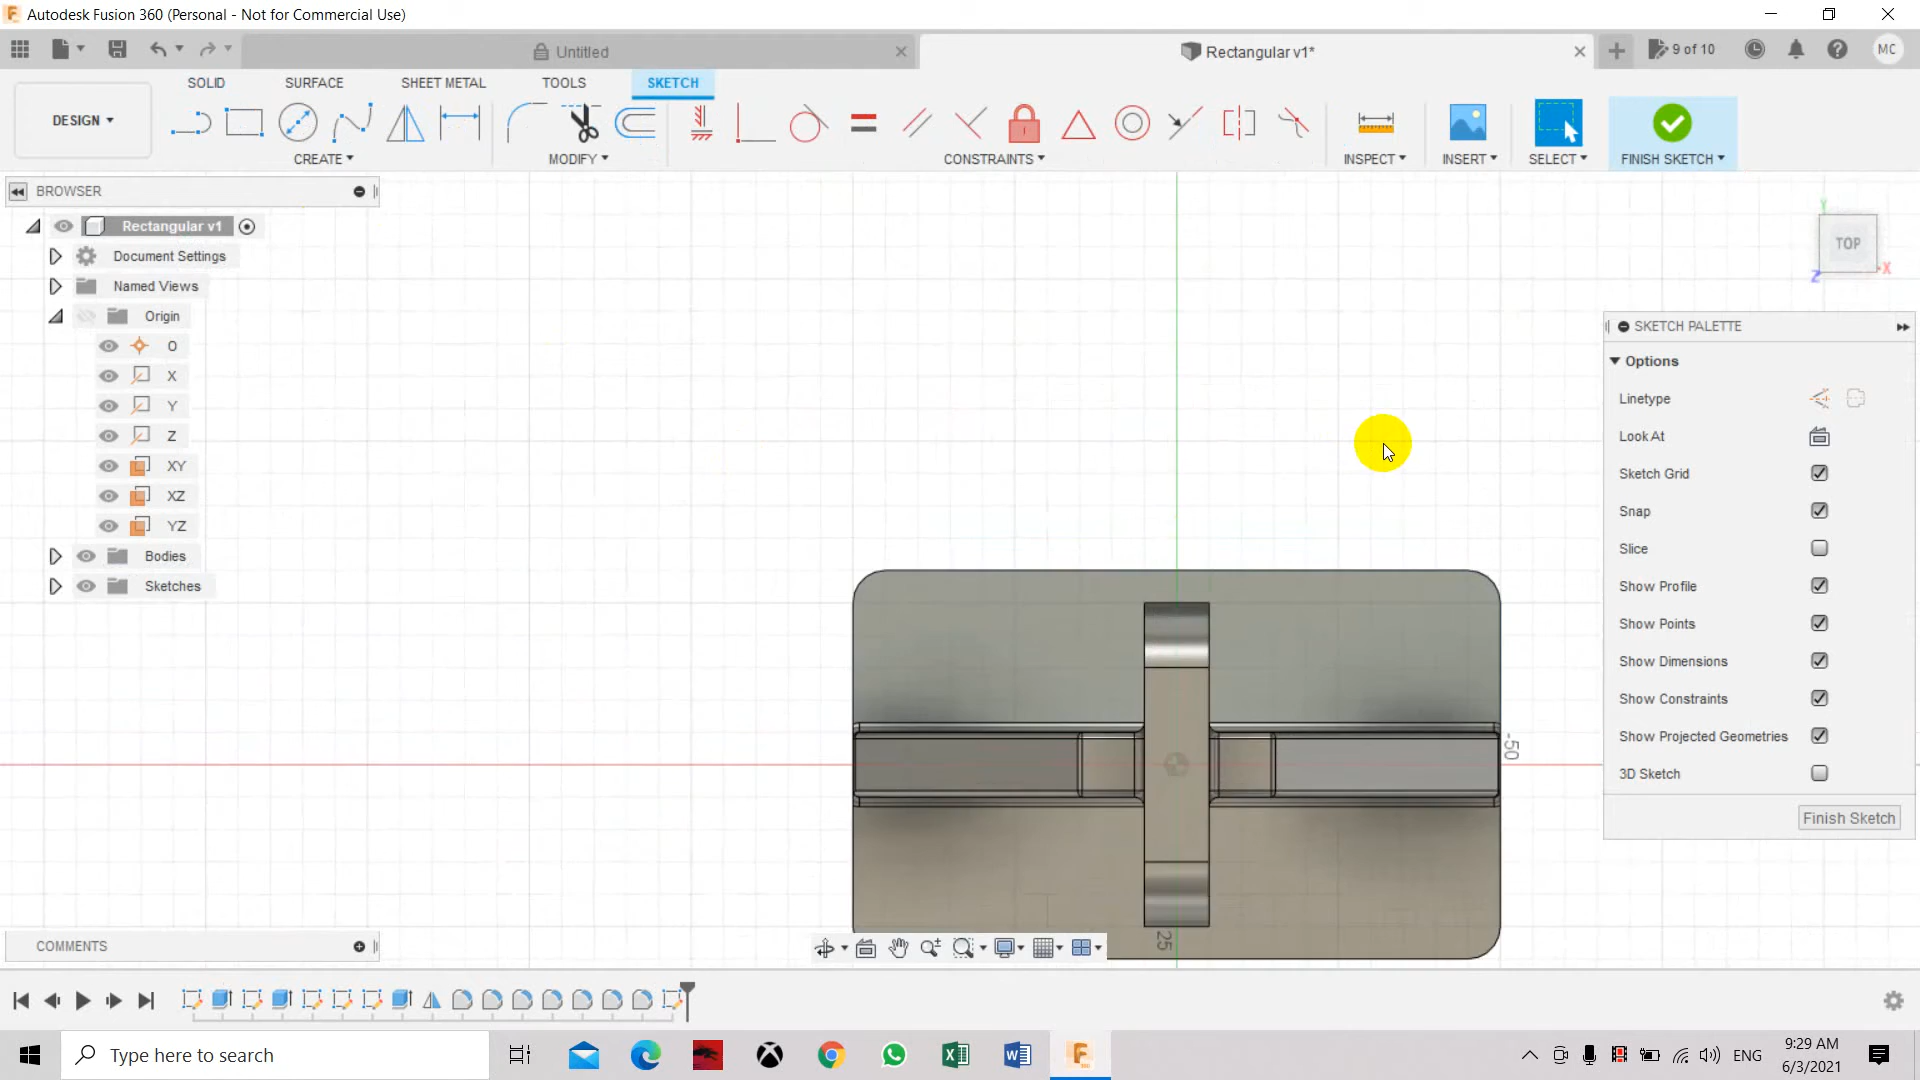 Autodesk Fusion 360 (Personal - Not for Commercial Use)
Untitled
Rectangular v1*
9 of 10
MC
DESIGN
SOLID
SURFACE
SHEET METAL
TOOLS
SKETCH
CREATE
MODIFY
CONSTRAINTS
INSPECT
INSERT
SELECT
FINISH SKETCH
BROWSER
Rectangular v1
Document Settings
Named Views
Origin
O
X
Y
Z
XY
XZ
YZ
Bodies
Sketches
Y
TOP
X
Z
SKETCH PALETTE
Options
Linetype
Look At
Sketch Grid
Snap
Slice
Show Profile
Show Points
Show Dimensions
Show Constraints
Show Projected Geometries
3D Sketch
Finish Sketch
-50
25
COMMENTS
Type here to search
ENG
9:29 AM
6/3/2021